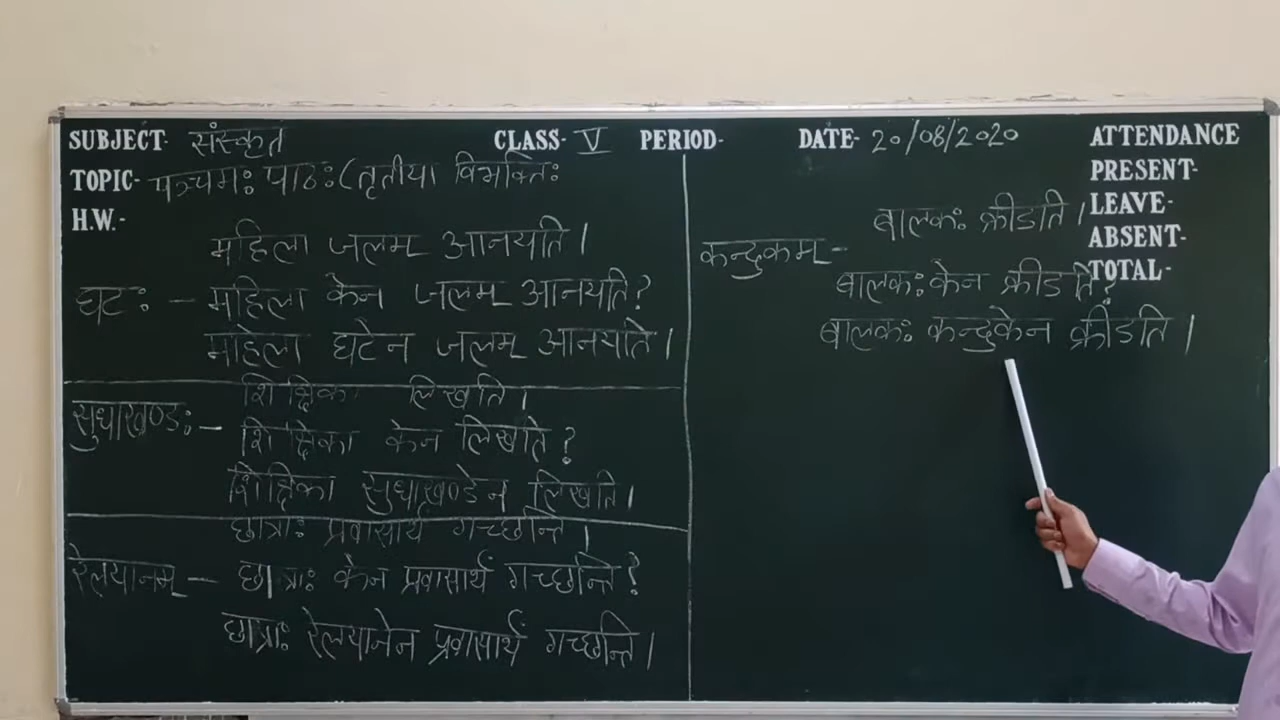 SUBJECT- संस्कृत CLASS- V PERIOD- DATE- 20/08/2020 ATTENDANCE
TOPIC- पञ्चमः पाठः (तृतीया विभक्तिः
PRESENT-
H.W.-
LEAVE-
ABSENT-
TOTAL-
महिला जलम् आनयति।
घटः - महिला केन जलम् आनयति?
महिला घटेन जलम् आनयति।
शिक्षिका लिखति।
सुधाखण्डः - शिक्षिका केन लिखति?
शिक्षिका सुधाखण्डेन लिखति।
छात्राः प्रवासार्थं गच्छन्ति।
रेलयानम् - छात्राः केन प्रवासार्थं गच्छन्ति?
छात्राः रेलयानेन प्रवासार्थं गच्छन्ति।
बालकः क्रीडति।
कन्दुकम् -
बालकः केन क्रीडति?
बालकः कन्दुकेन क्रीडति।